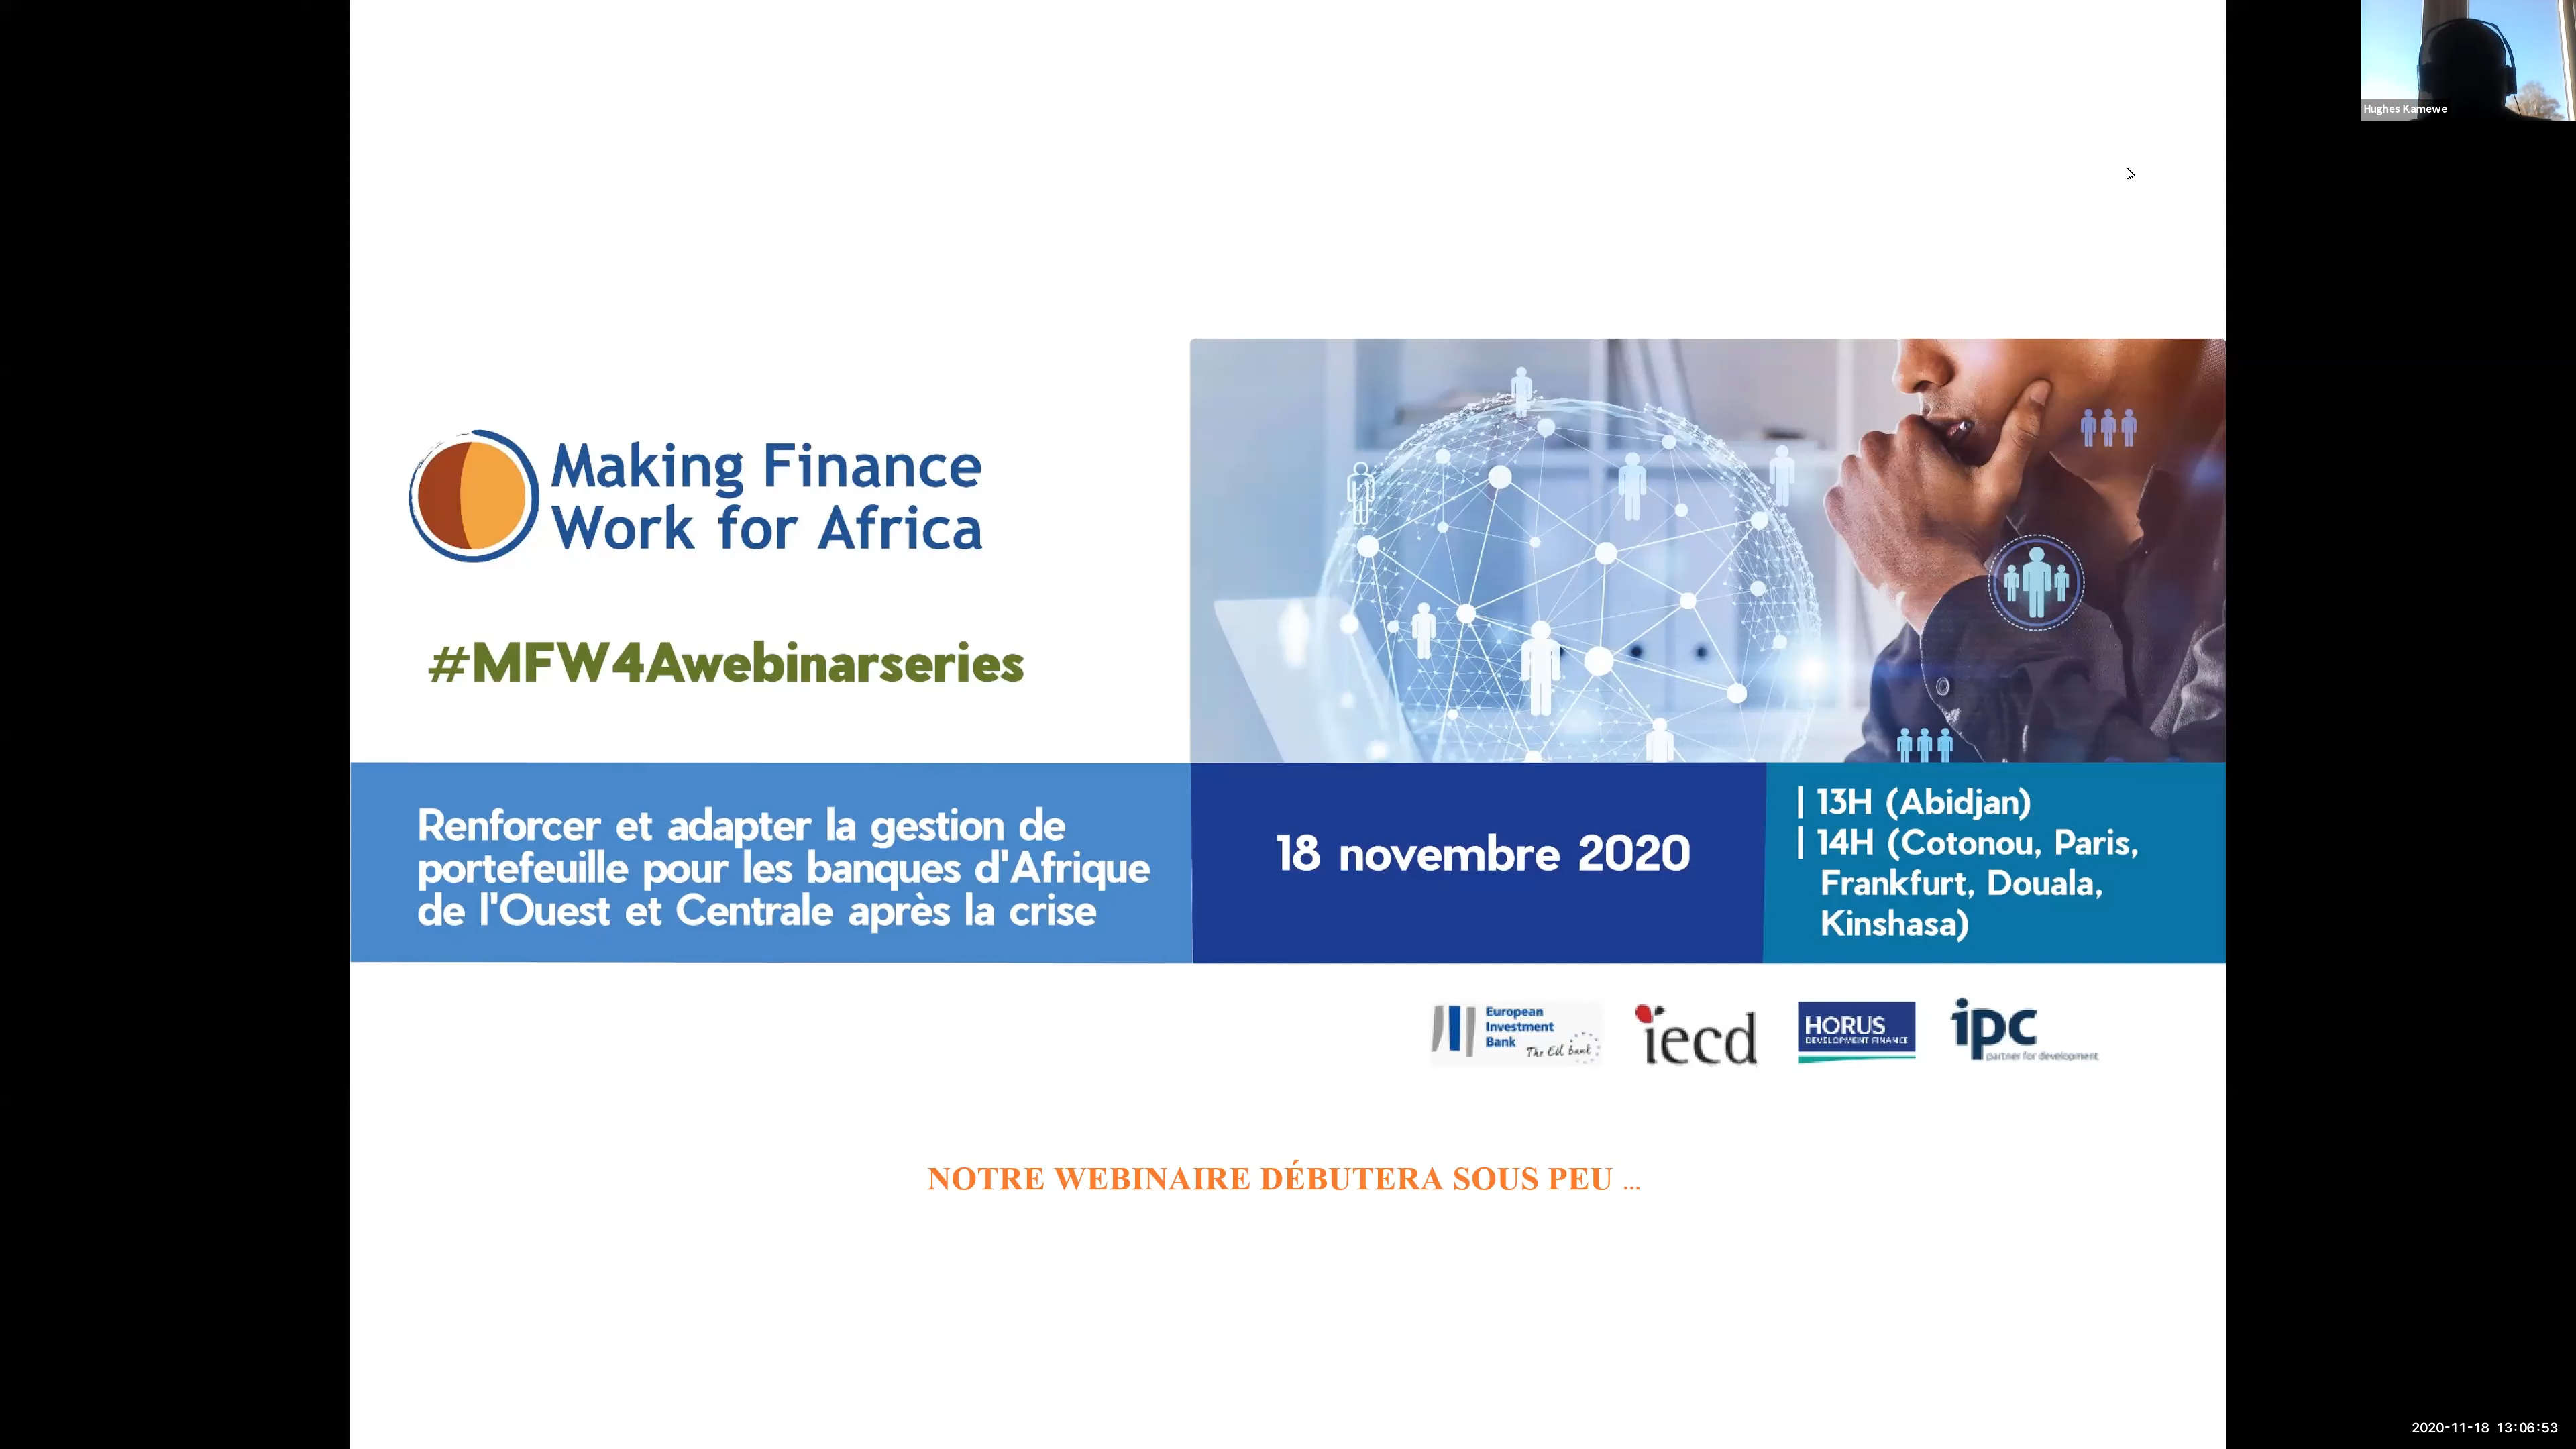 Hughes Kamewe
Making Finance
Work for Africa
#MFW4Awebinarseries
Renforcer et adapter la gestion de
portefeuille pour les banques d'Afrique
de l'Ouest et Centrale après la crise
18 novembre 2020
| 13H (Abidjan)
| 14H (Cotonou, Paris,
Frankfurt, Douala,
Kinshasa)
European
Investment
Bank
The EIB bank
iecd
HORUS
DEVELOPMENT FINANCE
ipc
partner for development
NOTRE WEBINAIRE DÉBUTERA SOUS PEU ...
2020-11-18 13:06:53